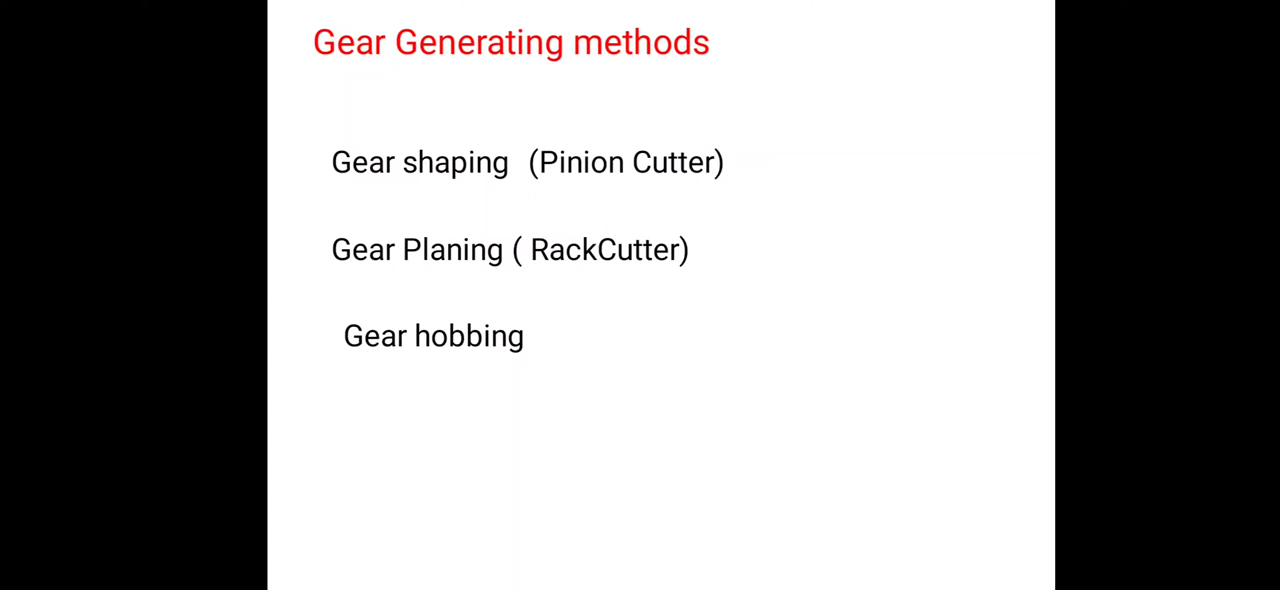 Gear Generating methods
Gear shaping (Pinion Cutter)
Gear Planing ( RackCutter)
Gear hobbing